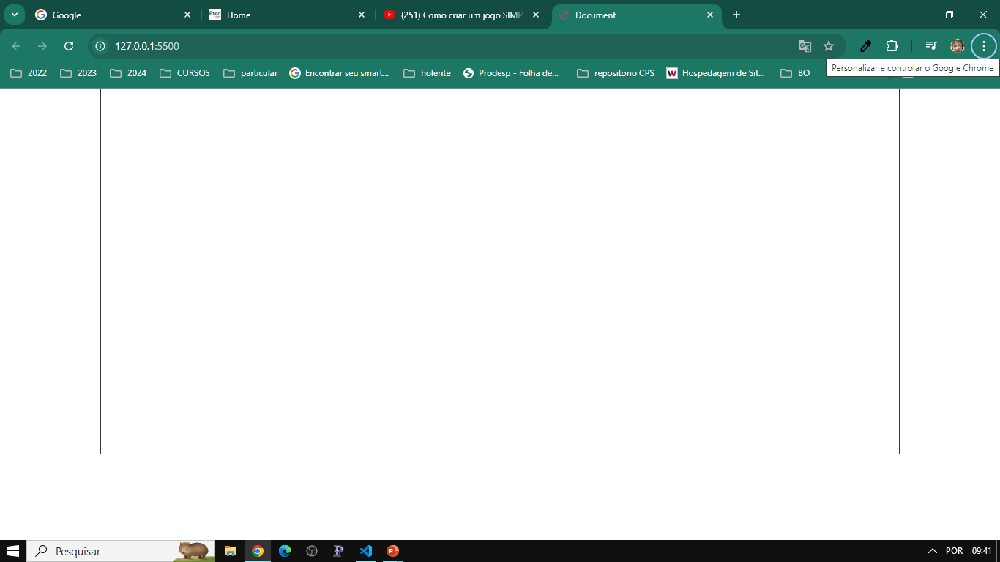 Google
Home
(251) Como criar um jogo SIMP
Document
127.0.0.1:5500
2022
2023
2024
CURSOS
particular
Encontrar seu smart...
holerite
Prodesp - Folha de...
repositorio CPS
Hospedagem de Sit...
BO
Personalizar e controlar o Google Chrome
Pesquisar
POR
09:41